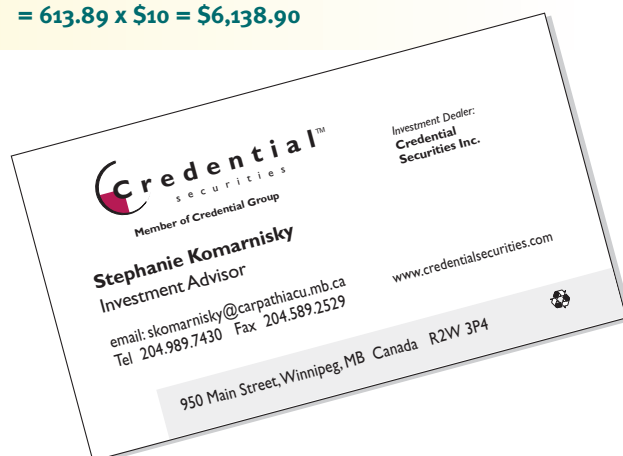 = 613.89 x $10 = $6,138.90
Credential™
securities
Member of Credential Group
Investment Dealer:
Credential
Securities Inc.
Stephanie Komarnisky
Investment Advisor
email: skomarnisky@carpathiacu.mb.ca
Tel 204.989.7430 Fax 204.589.2529
www.credentialsecurities.com
950 Main Street, Winnipeg, MB Canada R2W 3P4